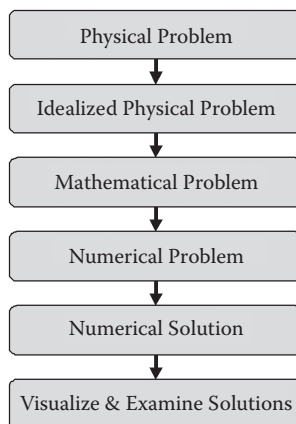 Physical Problem
Idealized Physical Problem
Mathematical Problem
Numerical Problem
Numerical Solution
Visualize & Examine Solutions